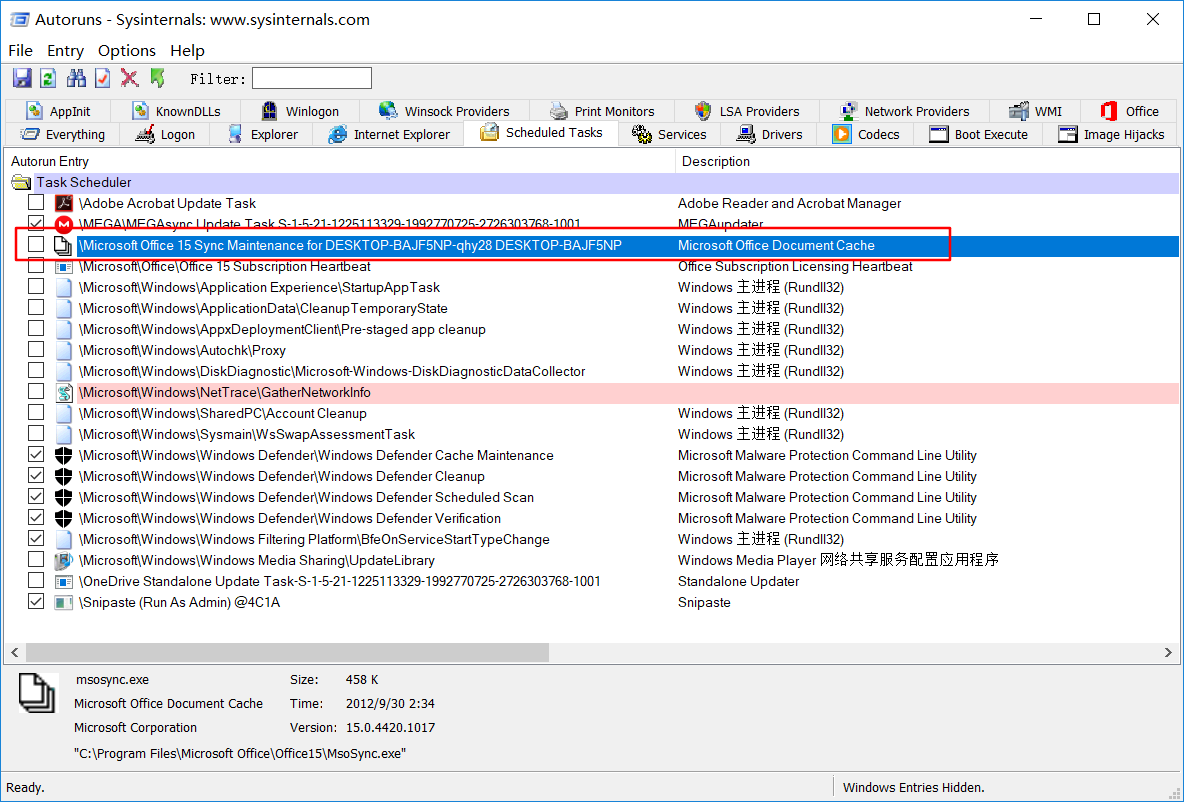 Autoruns - Sysinternals: www.sysinternals.com
File Entry Options Help
Filter:
AppInit KnownDLLs Winlogon Winsock Providers Print Monitors LSA Providers Network Providers WMI Office
Everything Logon Explorer Internet Explorer Scheduled Tasks Services Drivers Codecs Boot Execute Image Hijacks
Autorun Entry Description
Task Scheduler
\Adobe Acrobat Update Task Adobe Reader and Acrobat Manager
\MEGA\MEGAsync Update Task S-1-5-21-1225113329-1992770725-2726303768-1001 MEGAupdater
\Microsoft Office 15 Sync Maintenance for DESKTOP-BAJF5NP-qhy28 DESKTOP-BAJF5NP Microsoft Office Document Cache
\Microsoft\Office\Office 15 Subscription Heartbeat Office Subscription Licensing Heartbeat
\Microsoft\Windows\Application Experience\StartupAppTask Windows 主进程 (Rundll32)
\Microsoft\Windows\ApplicationData\CleanupTemporaryState Windows 主进程 (Rundll32)
\Microsoft\Windows\AppxDeploymentClient\Pre-staged app cleanup Windows 主进程 (Rundll32)
\Microsoft\Windows\Autochk\Proxy Windows 主进程 (Rundll32)
\Microsoft\Windows\DiskDiagnostic\Microsoft-Windows-DiskDiagnosticDataCollector Windows 主进程 (Rundll32)
\Microsoft\Windows\NetTrace\GatherNetworkInfo
\Microsoft\Windows\SharedPC\Account Cleanup Windows 主进程 (Rundll32)
\Microsoft\Windows\Sysmain\WsSwapAssessmentTask Windows 主进程 (Rundll32)
\Microsoft\Windows\Windows Defender\Windows Defender Cache Maintenance Microsoft Malware Protection Command Line Utility
\Microsoft\Windows\Windows Defender\Windows Defender Cleanup Microsoft Malware Protection Command Line Utility
\Microsoft\Windows\Windows Defender\Windows Defender Scheduled Scan Microsoft Malware Protection Command Line Utility
\Microsoft\Windows\Windows Defender\Windows Defender Verification Microsoft Malware Protection Command Line Utility
\Microsoft\Windows\Windows Filtering Platform\BfeOnServiceStartTypeChange Windows 主进程 (Rundll32)
\Microsoft\Windows\Windows Media Sharing\UpdateLibrary Windows Media Player 网络共享服务配置应用程序
\OneDrive Standalone Update Task-S-1-5-21-1225113329-1992770725-2726303768-1001 Standalone Updater
\Snipaste (Run As Admin) @4C1A Snipaste
msosync.exe Size: 458 K
Microsoft Office Document Cache Time: 2012/9/30 2:34
Microsoft Corporation Version: 15.0.4420.1017
"C:\Program Files\Microsoft Office\Office15\MsoSync.exe"
Ready. Windows Entries Hidden.